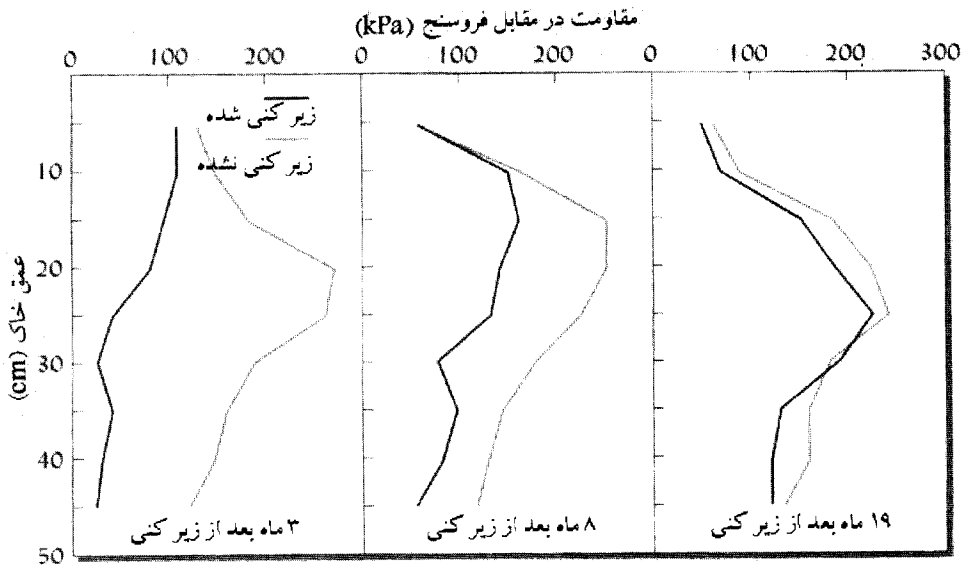 مقاومت در مقابل فروسنج (kPa)
0 100 200 0 100 200 0 100 200 300
زیر کنی شده
زیر کنی نشده
عمق خاک (cm)
10
20
30
40
50
۳ ماه بعد از زیر کنی
۸ ماه بعد از زیر کنی
۱۹ ماه بعد از زیر کنی